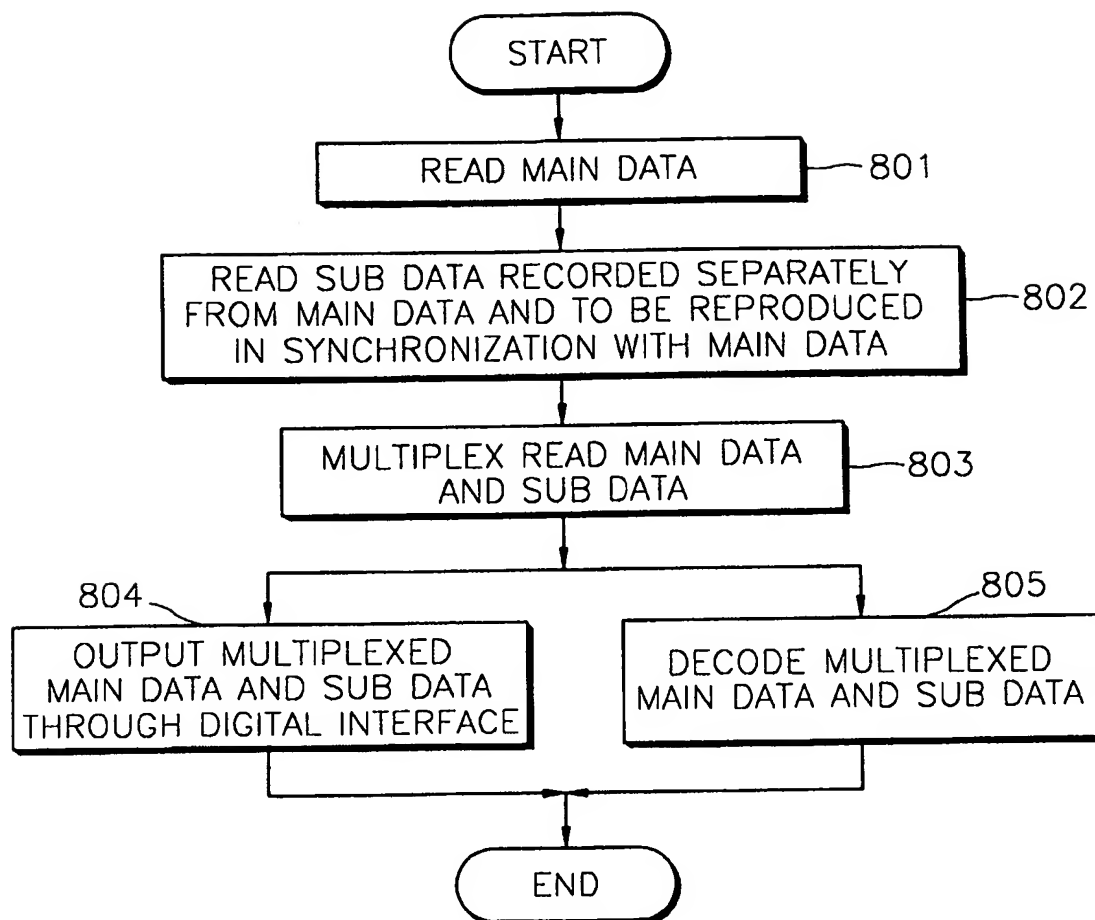 START
READ MAIN DATA
801
READ SUB DATA RECORDED SEPARATELY
FROM MAIN DATA AND TO BE REPRODUCED
IN SYNCHRONIZATION WITH MAIN DATA
802
MULTIPLEX READ MAIN DATA
AND SUB DATA
803
804
OUTPUT MULTIPLEXED
MAIN DATA AND SUB DATA
THROUGH DIGITAL INTERFACE
805
DECODE MULTIPLEXED
MAIN DATA AND SUB DATA
END